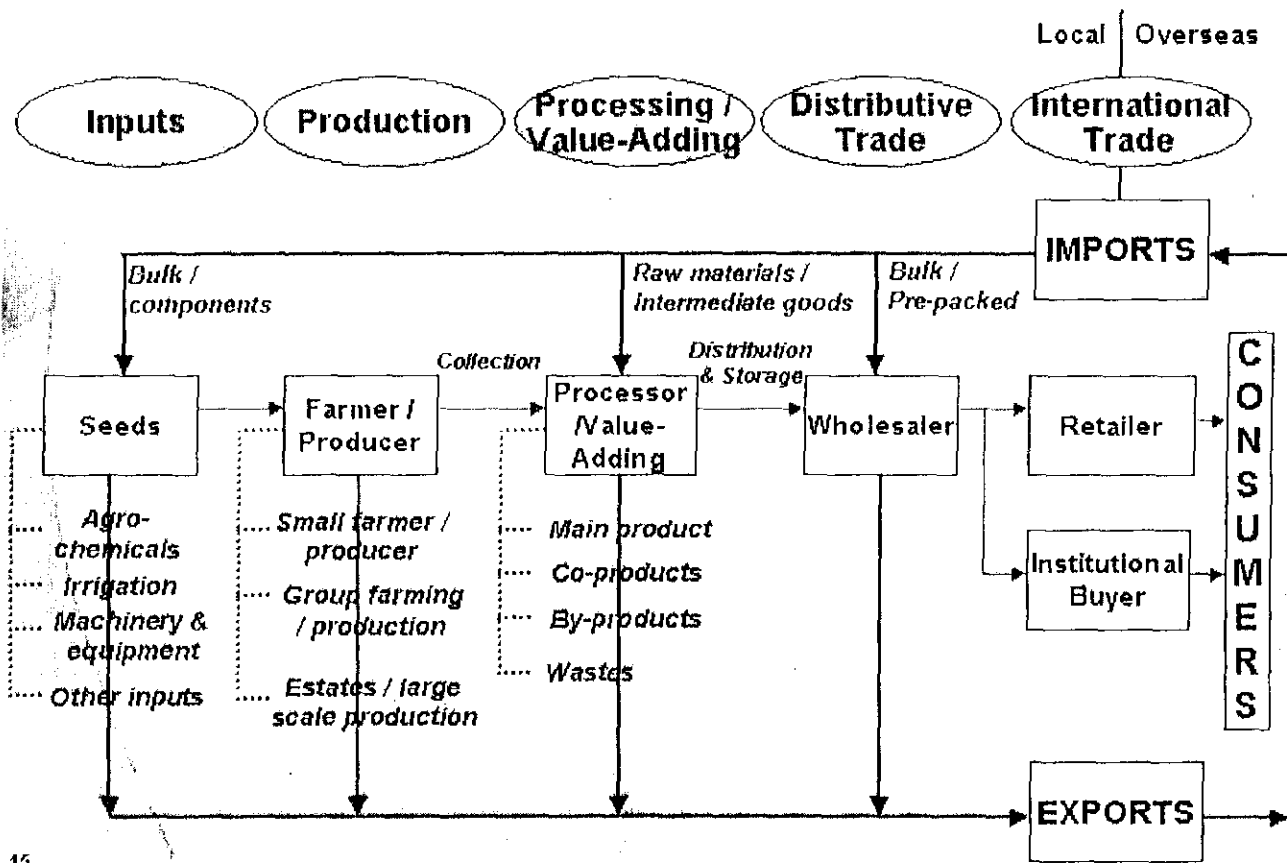 Local Overseas
Inputs
Production
Processing /
Value-Adding
Distributive
Trade
International
Trade
IMPORTS
Bulk /
components
Raw materials /
Intermediate goods
Bulk /
Pre-packed
Collection
Distribution
& Storage
Seeds
Farmer /
Producer
Processor
/Value-
Adding
Wholesaler
Retailer
Institutional
Buyer
CONSUMERS
Agro-
chemicals
Irrigation
Machinery &
equipment
Other inputs
Small farmer /
producer
Group farming
/ production
Estates / large
scale production
Main product
Co-products
By-products
Wastes
EXPORTS
15